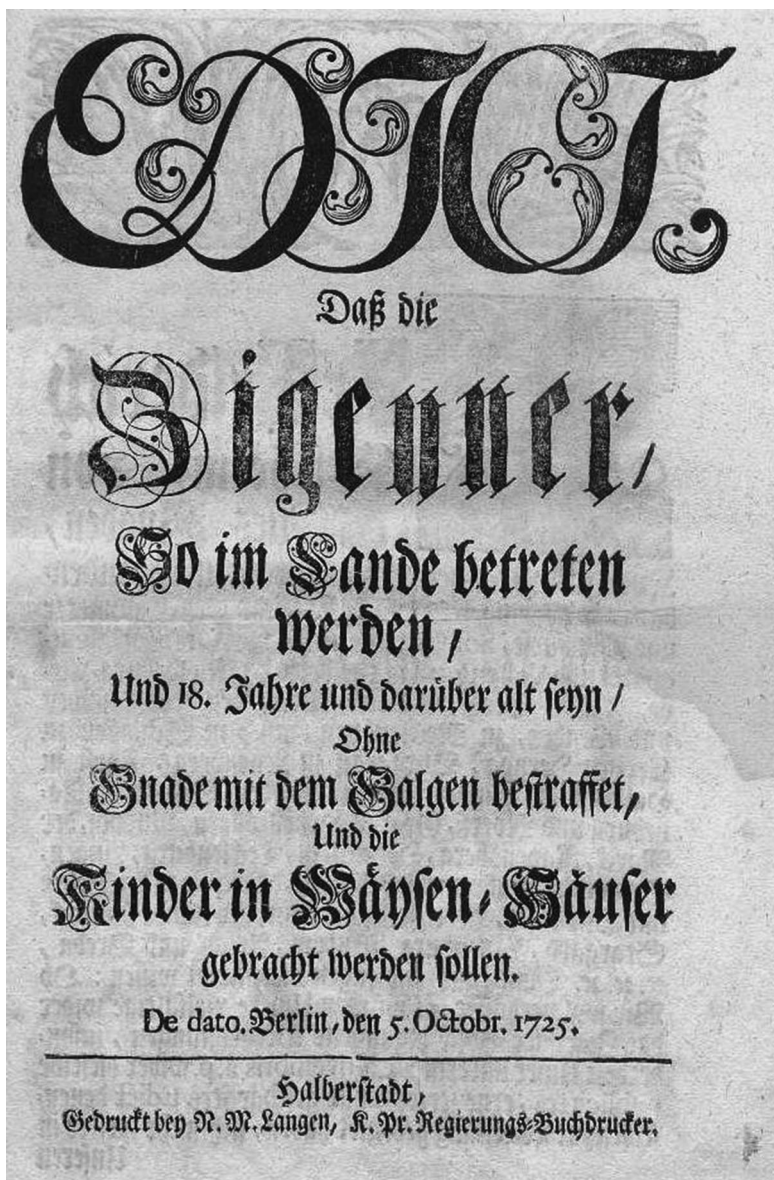 EDICT.
Daß die
Zigeuner/
So im Lande betreten
werden,
Und 18. Jahre und darüber alt seyn/
Ohne
Gnade mit dem Galgen bestraffet,
Und die
Kinder in Wäysen-Häuser
gebracht werden sollen.
De dato. Berlin, den 5. Octobr. 1725.
Halberstadt,
Gedruckt bey N. M. Langen, K. Pr. Regierungs-Buchdrucker.